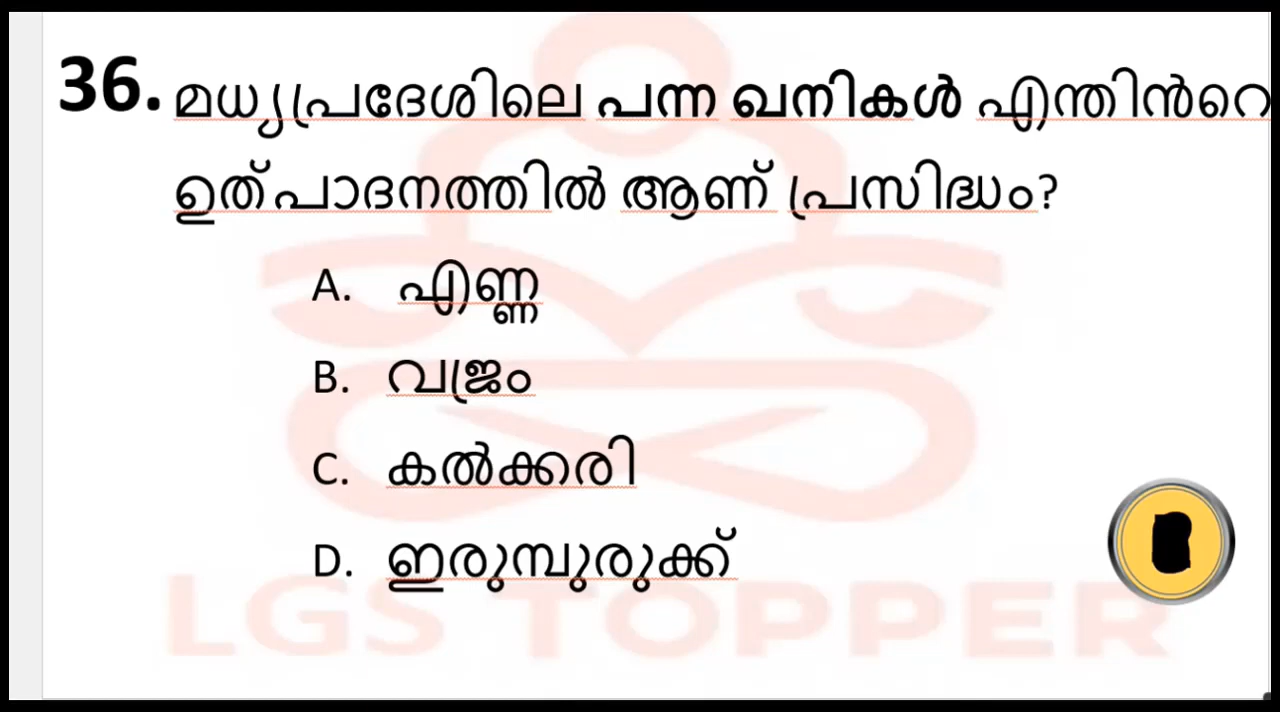 36. മധ്യപ്രദേശിലെ പന്ന ഖനികൾ എന്തിൻറെ
ഉത്പാദനത്തിൽ ആണ് പ്രസിദ്ധം?
A. എണ്ണ
B. വജ്രം
C. കൽക്കരി
D. ഇരുമ്പുരുക്ക്
B
LGS TOPPER